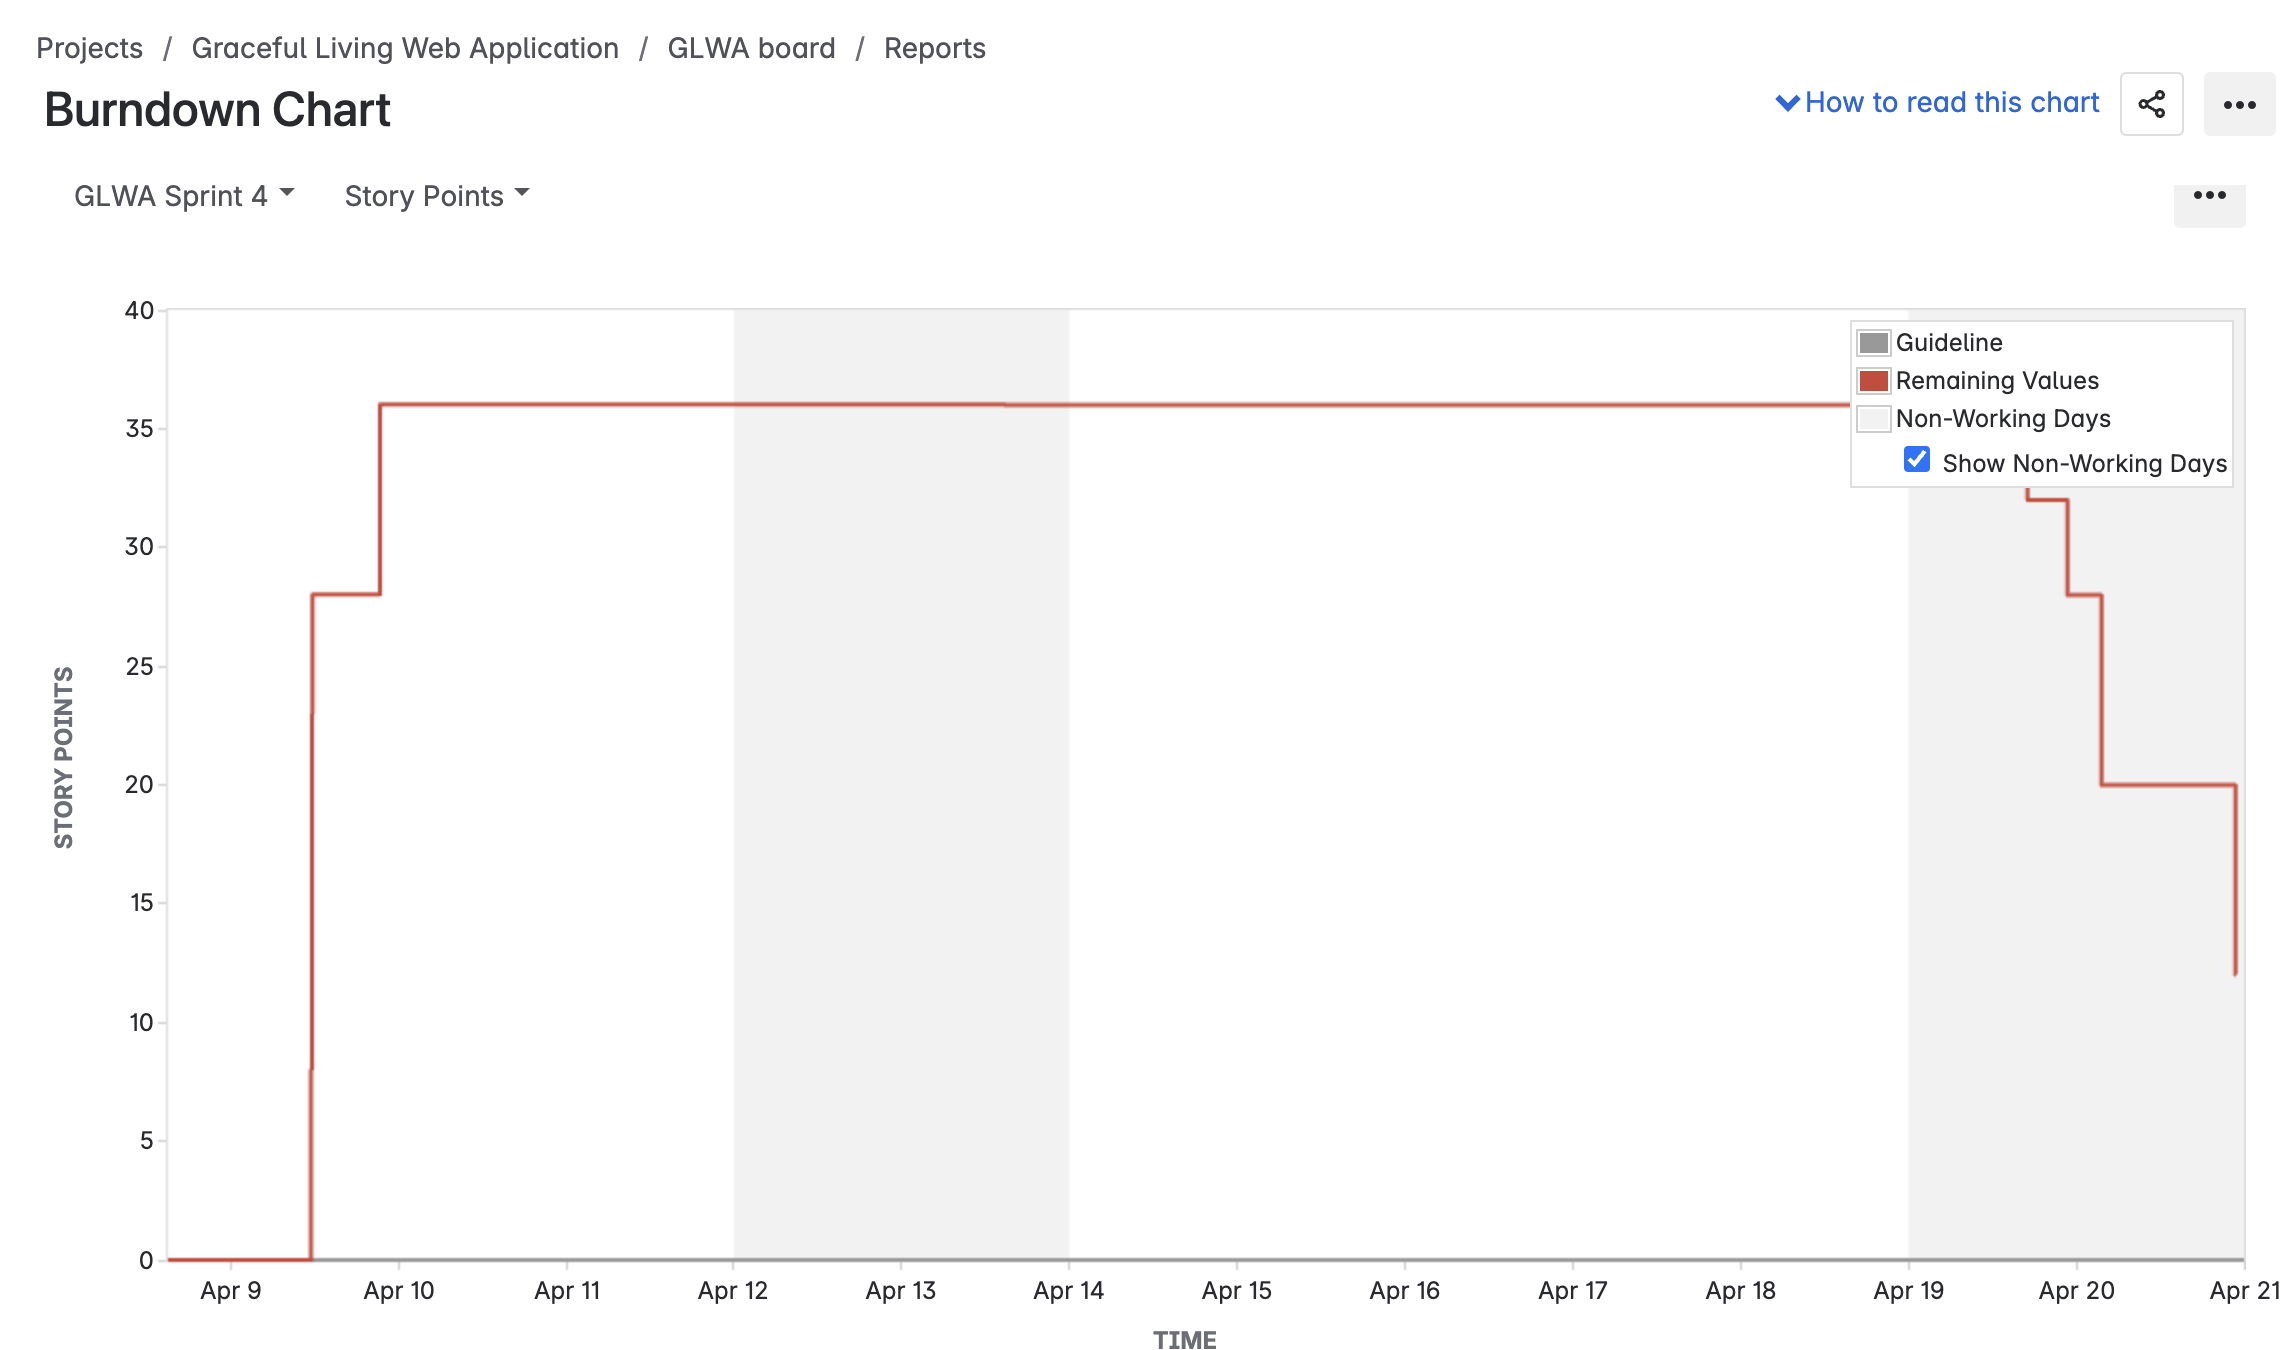 Projects / Graceful Living Web Application / GLWA board / Reports
Burndown Chart
How to read this chart
GLWA Sprint 4
Story Points
40
35
30
25
20
15
10
5
0
STORY POINTS
Guideline
Remaining Values
Non-Working Days
Show Non-Working Days
Apr 9
Apr 10
Apr 11
Apr 12
Apr 13
Apr 14
Apr 15
Apr 16
Apr 17
Apr 18
Apr 19
Apr 20
Apr 21
TIME